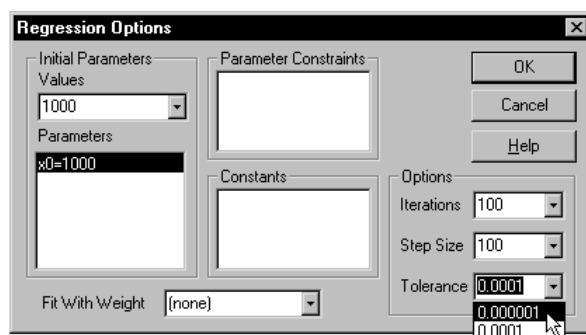 Regression Options
Initial Parameters
Values
1000
Parameters
x0=1000
Parameter Constraints
Constants
OK
Cancel
Help
Options
Iterations 100
Step Size 100
Tolerance 0.0001
0.000001
0.0001
Fit With Weight (none)